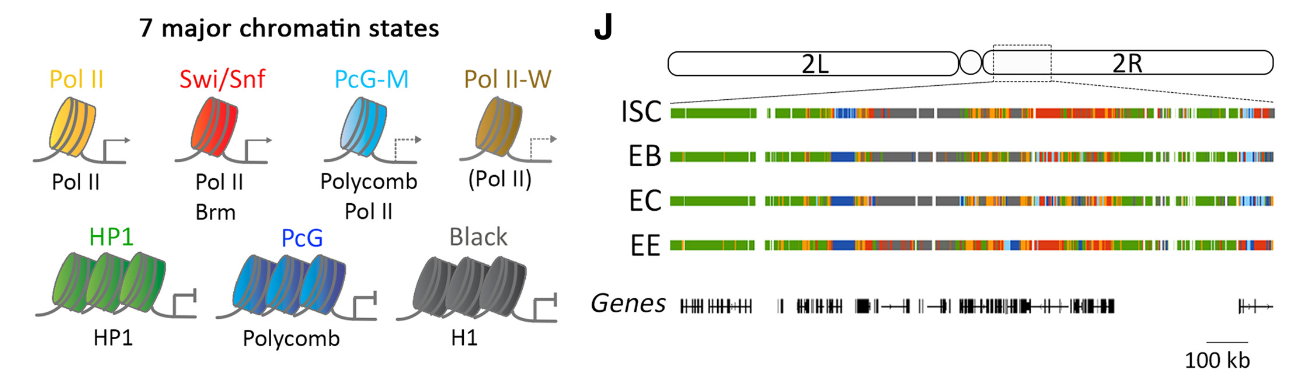 7 major chromatin states
Pol II
Swi/Snf
PcG-M
Pol II-W
Pol II
Pol II
Brm
Polycomb
Pol II
(Pol II)
HP1
PcG
Black
HP1
Polycomb
H1
J
2L
2R
ISC
EB
EC
EE
Genes
100 kb